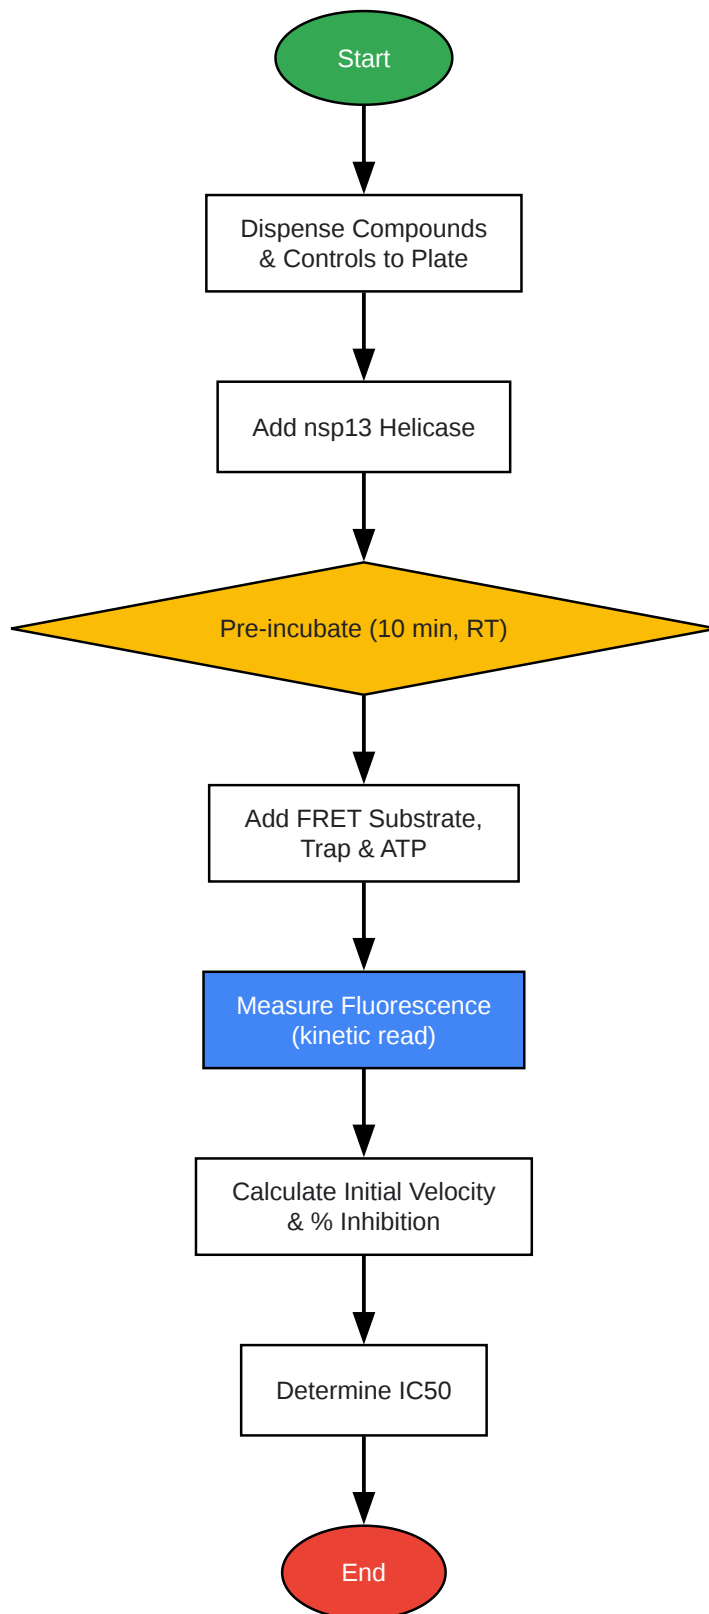 Start
Dispense Compounds
& Controls to Plate
Add nsp13 Helicase
Pre-incubate (10 min, RT)
Add FRET Substrate,
Trap & ATP
Measure Fluorescence
(kinetic read)
Calculate Initial Velocity
& % Inhibition
Determine IC50
End